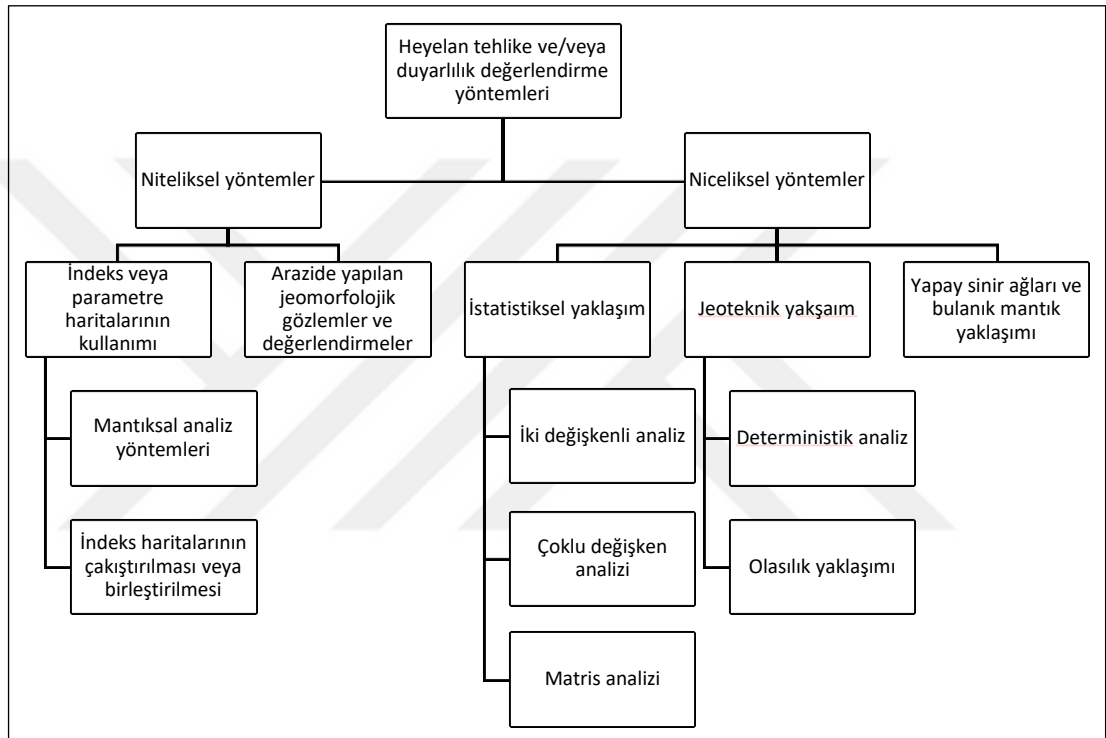 Heyelan tehlike ve/veya
duyarlılık değerlendirme
yöntemleri
Niteliksel yöntemler
Niceliksel yöntemler
İndeks veya
parametre
haritalarının
kullanımı
Arazide yapılan
jeomorfolojik
gözlemler ve
değerlendirmeler
İstatistiksel yaklaşım
Jeoteknik yakşaım
Yapay sinir ağları ve
bulanık mantık
yaklaşımı
Mantıksal analiz
yöntemleri
İndeks haritalarının
çakıştırılması veya
birleştirilmesi
İki değişkenli analiz
Çoklu değişken
analizi
Matris analizi
Deterministik analiz
Olasılık yaklaşımı